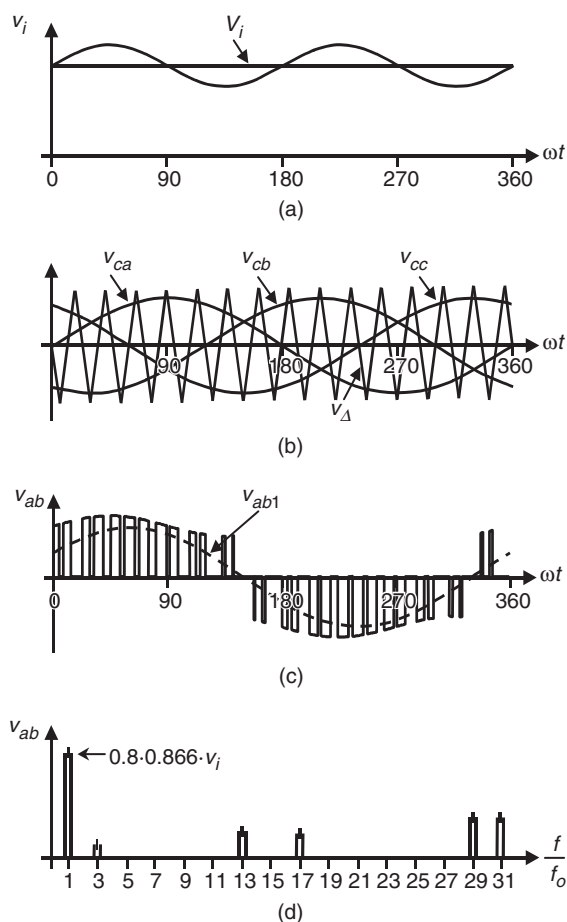 v_i
V_i
ωt
0 90 180 270 360
(a)
v_ca v_cb v_cc
90 180 270 360
ωt
v_Δ
(b)
v_ab
v_ab1
ωt
0 90 180 270 360
(c)
v_ab
0.8·0.866·v_i
f
f_o
1 3 5 7 9 11 13 15 17 19 21 23 25 27 29 31
(d)